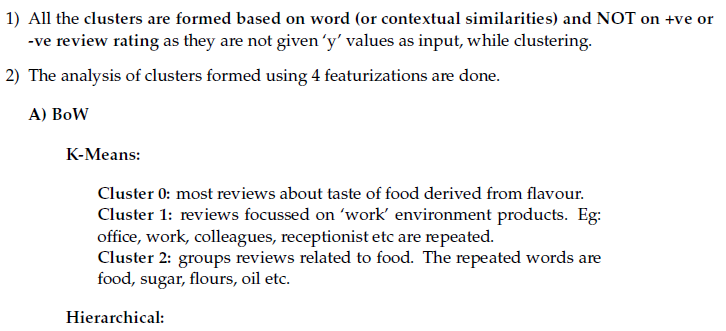 1) All the clusters are formed based on word (or contextual similarities) and NOT on +ve or
-ve review rating as they are not given ‘y’ values as input, while clustering.
2) The analysis of clusters formed using 4 featurizations are done.
A) BoW
K-Means:
Cluster 0: most reviews about taste of food derived from flavour.
Cluster 1: reviews focussed on ‘work’ environment products. Eg:
office, work, colleagues, receptionist etc are repeated.
Cluster 2: groups reviews related to food. The repeated words are
food, sugar, flours, oil etc.
Hierarchical: